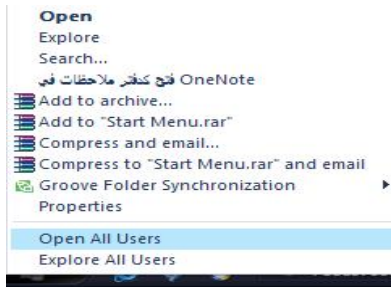 Open
Explore
Search...
فتح كدفتر ملاحظات في OneNote
Add to archive...
Add to "Start Menu.rar"
Compress and email...
Compress to "Start Menu.rar" and email
Groove Folder Synchronization
Properties
Open All Users
Explore All Users